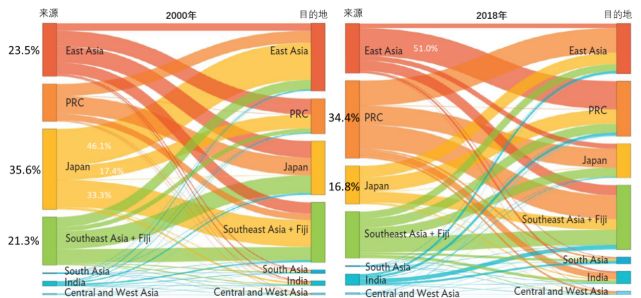 来源
2000年
目的地
23.5%
East Asia
East Asia
PRC
PRC
46.1%
35.6%
Japan
17.4%
Japan
33.3%
21.3%
Southeast Asia + Fiji
Southeast Asia + Fiji
South Asia
South Asia
India
India
Central and West Asia
Central and West Asia
来源
2018年
目的地
East Asia
51.0%
East Asia
34.4%
PRC
PRC
Japan
16.8%
Japan
Southeast Asia + Fiji
Southeast Asia + Fiji
South Asia
South Asia
India
India
Central and West Asia
Central and West Asia